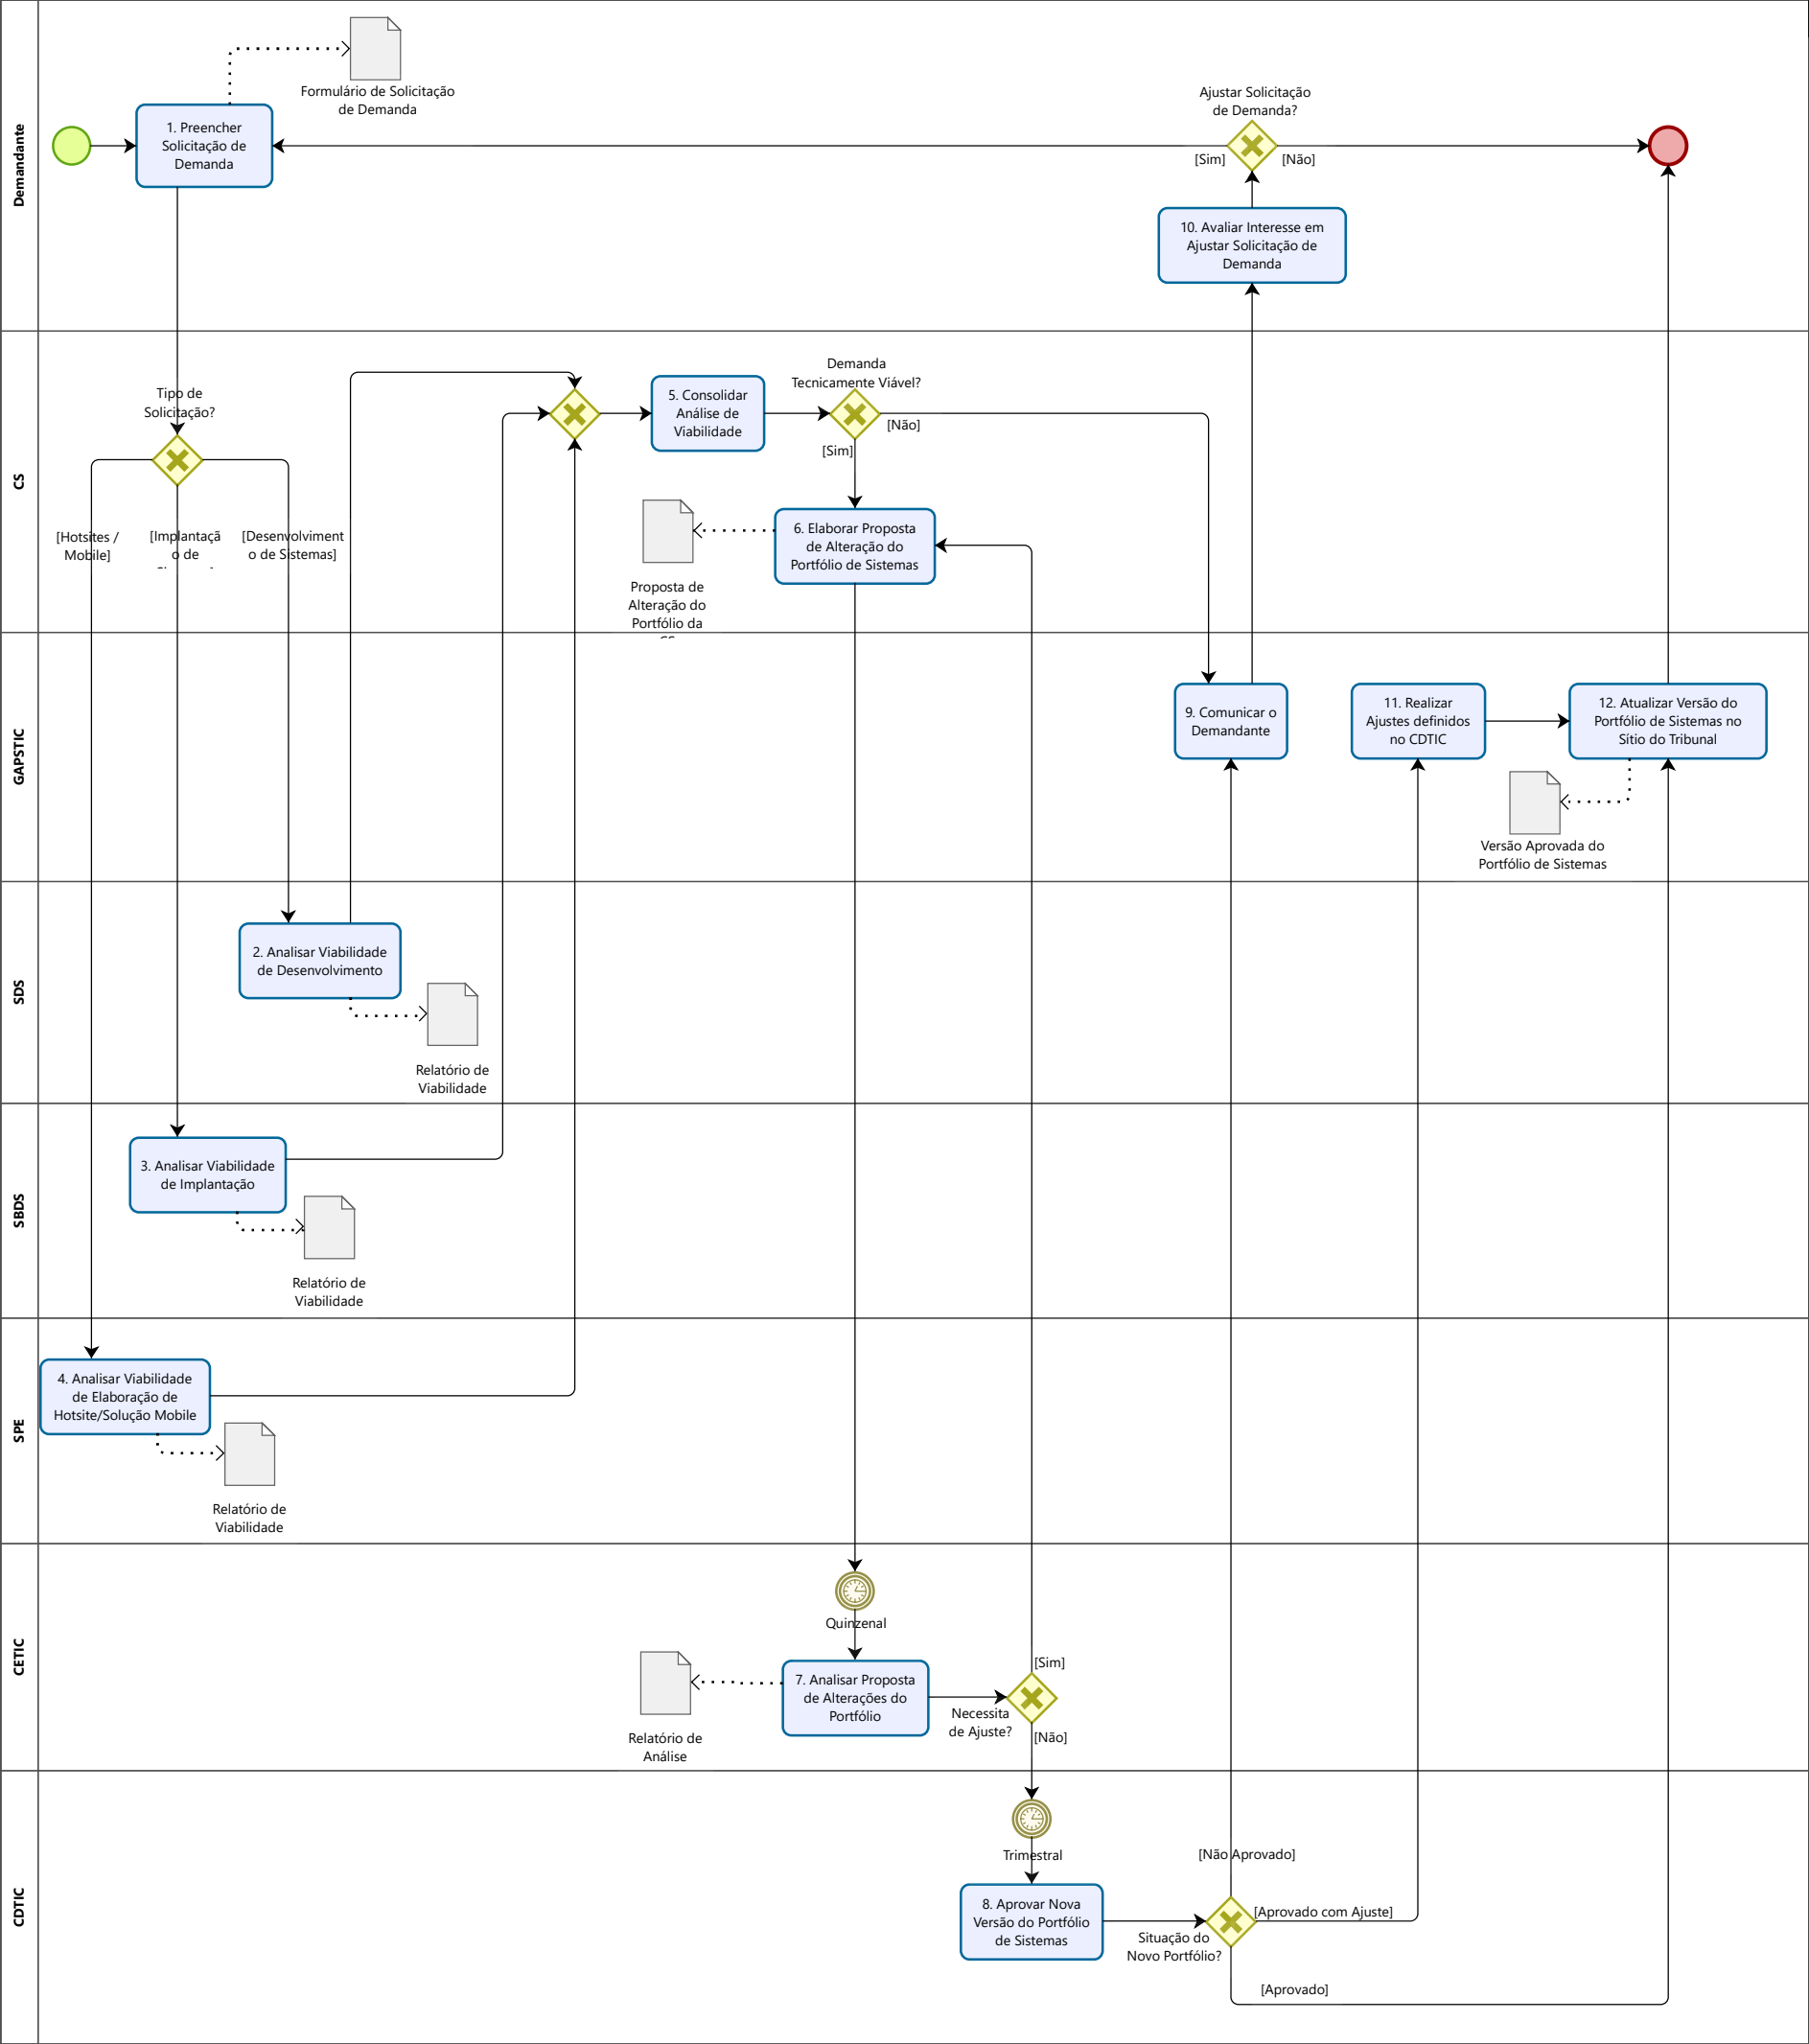 Demandante
Formulário de Solicitação
de Demanda
1. Preencher
Solicitação de
Demanda
Ajustar Solicitação
de Demanda?
[Sim]
[Não]
10. Avaliar Interesse em
Ajustar Solicitação de
Demanda
CS
Tipo de
Solicitação?
[Hotsites /
Mobile]
[Implantaçã
o de
[Desenvolviment
o de Sistemas]
5. Consolidar
Análise de
Viabilidade
Demanda
Tecnicamente Viável?
[Não]
[Sim]
6. Elaborar Proposta
de Alteração do
Portfólio de Sistemas
Proposta de
Alteração do
Portfólio da
GAPSTIC
9. Comunicar o
Demandante
11. Realizar
Ajustes definidos
no CDTIC
12. Atualizar Versão do
Portfólio de Sistemas no
Sítio do Tribunal
Versão Aprovada do
Portfólio de Sistemas
SDS
2. Analisar Viabilidade
de Desenvolvimento
Relatório de
Viabilidade
SBDS
3. Analisar Viabilidade
de Implantação
Relatório de
Viabilidade
SPE
4. Analisar Viabilidade
de Elaboração de
Hotsite/Solução Mobile
Relatório de
Viabilidade
CETIC
Quinzenal
7. Analisar Proposta
de Alterações do
Portfólio
Relatório de
Análise
Necessita
de Ajuste?
[Sim]
[Não]
CDTIC
Trimestral
8. Aprovar Nova
Versão do Portfólio
de Sistemas
Situação do
Novo Portfólio?
[Não Aprovado]
[Aprovado com Ajuste]
[Aprovado]